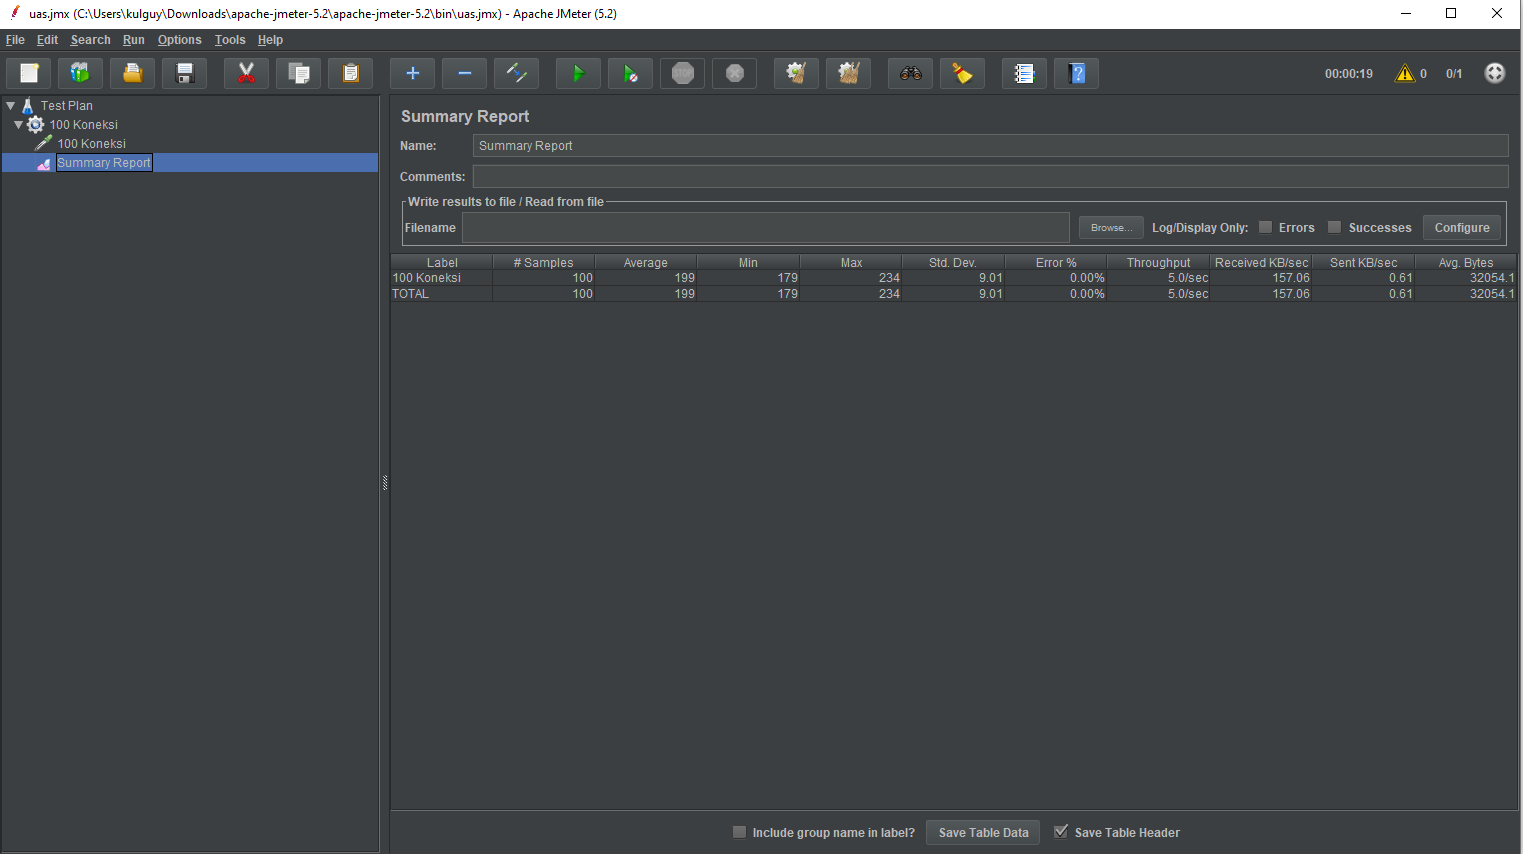 uas.jmx (C:\Users\kulguy\Downloads\apache-jmeter-5.2\apache-jmeter-5.2\bin\uas.jmx) - Apache JMeter (5.2)
File Edit Search Run Options Tools Help
STOP 00:00:19 0 0/1
Test Plan
100 Koneksi
100 Koneksi
Summary Report
Summary Report
Name: Summary Report
Comments:
Write results to file / Read from file
Filename Browse... Log/Display Only: Errors Successes Configure
Label # Samples Average Min Max Std. Dev. Error % Throughput Received KB/sec Sent KB/sec Avg. Bytes
100 Koneksi 100 199 179 234 9.01 0.00% 5.0/sec 157.06 0.61 32054.1
TOTAL 100 199 179 234 9.01 0.00% 5.0/sec 157.06 0.61 32054.1
Include group name in label? Save Table Data Save Table Header